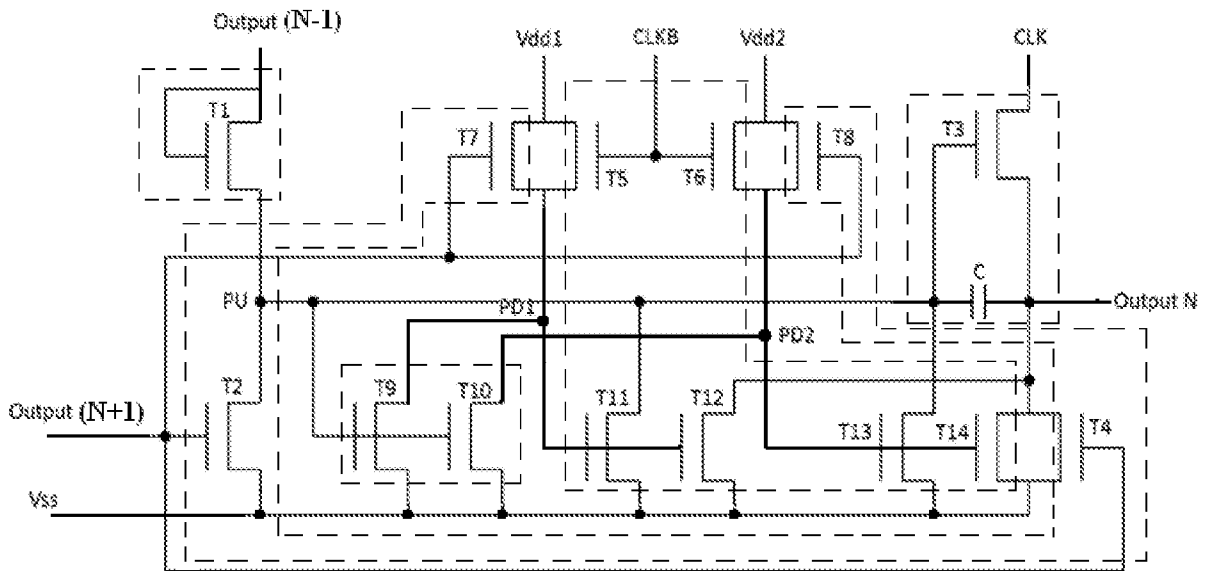 Output (N-1)
Vdd1
CLKB
Vdd2
CLK
T1
T7
T5
T6
T8
T3
PU
PD1
PD2
C
Output N
T2
T9
T10
T11
T12
T13
T14
T4
Output (N+1)
Vss